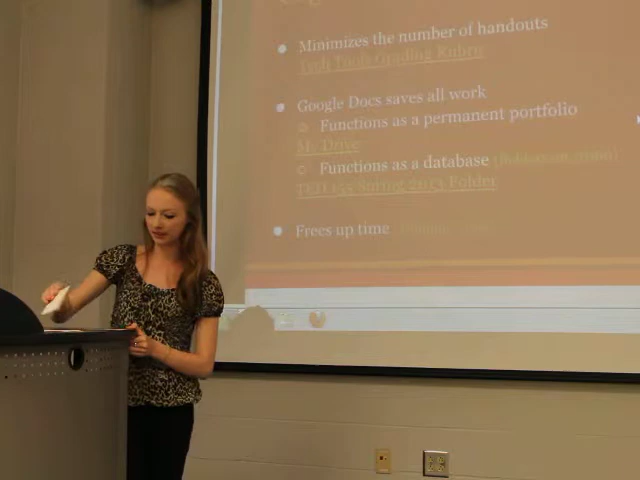 Minimizes the number of handouts
Tech Tools Grading Rubric
Google Docs saves all work
Functions as a permanent portfolio
My Drive
Functions as a database
TED 155 Spring 2013 Folder
Frees up time